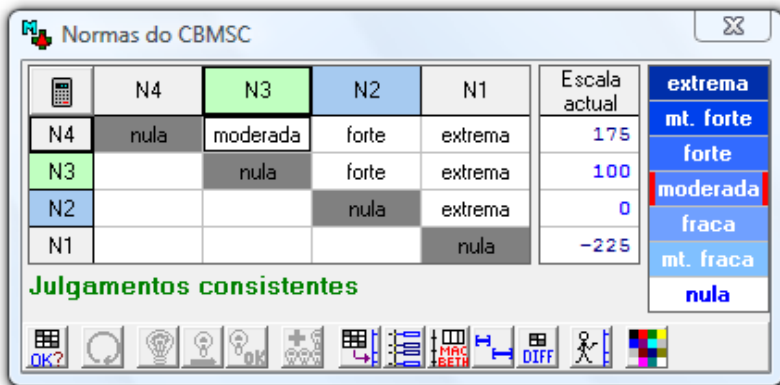 Normas do CBMSC
N4 N3 N2 N1 Escala actual
N4 nula moderada forte extrema 175
N3 nula forte extrema 100
N2 nula extrema 0
N1 nula -225
extrema
mt. forte
forte
moderada
fraca
mt. fraca
nula
Julgamentos consistentes
OK? OK MAC BETH DIFF